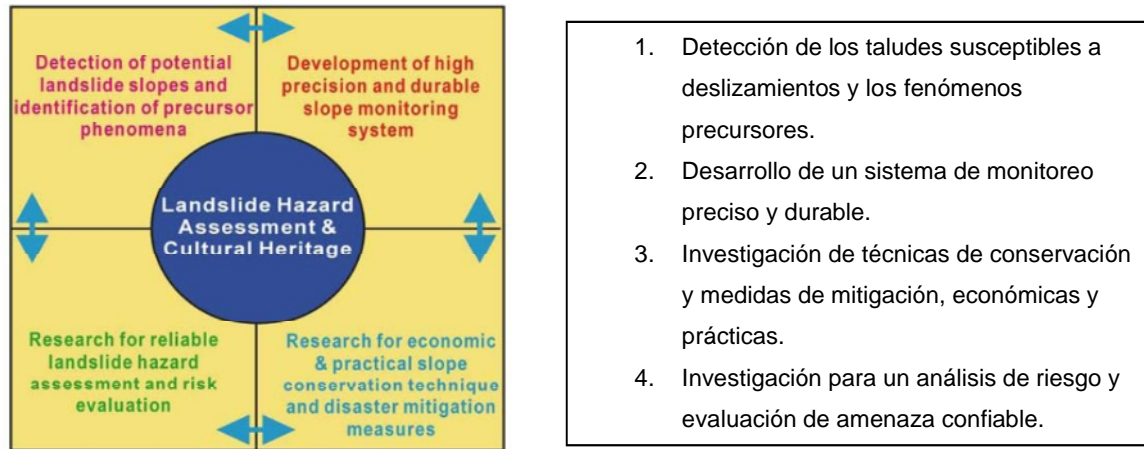 Detection of potential
landslide slopes and
identification of precursor
phenomena
Development of high
precision and durable
slope monitoring
system
Landslide Hazard
Assessment &
Cultural Heritage
Research for reliable
landslide hazard
assessment and risk
evaluation
Research for economic
& practical slope
conservation technique
and disaster mitigation
measures
1. Detección de los taludes susceptibles a
deslizamientos y los fenómenos
precursores.
2. Desarrollo de un sistema de monitoreo
preciso y durable.
3. Investigación de técnicas de conservación
y medidas de mitigación, económicas y
prácticas.
4. Investigación para un análisis de riesgo y
evaluación de amenaza confiable.